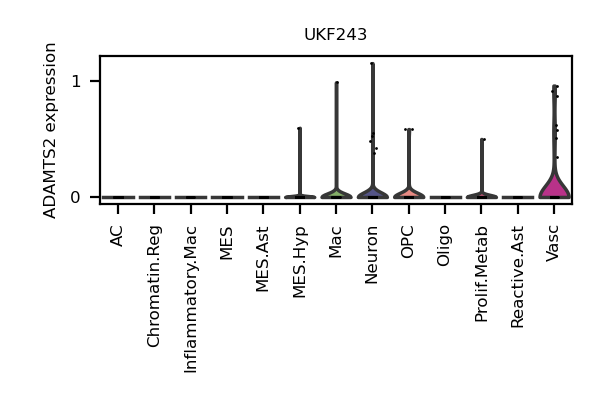 UKF243
ADAMTS2 expression
1
0
AC
Chromatin.Reg
Inflammatory.Mac
MES
MES.Ast
MES.Hyp
Mac
Neuron
OPC
Oligo
Prolif.Metab
Reactive.Ast
Vasc